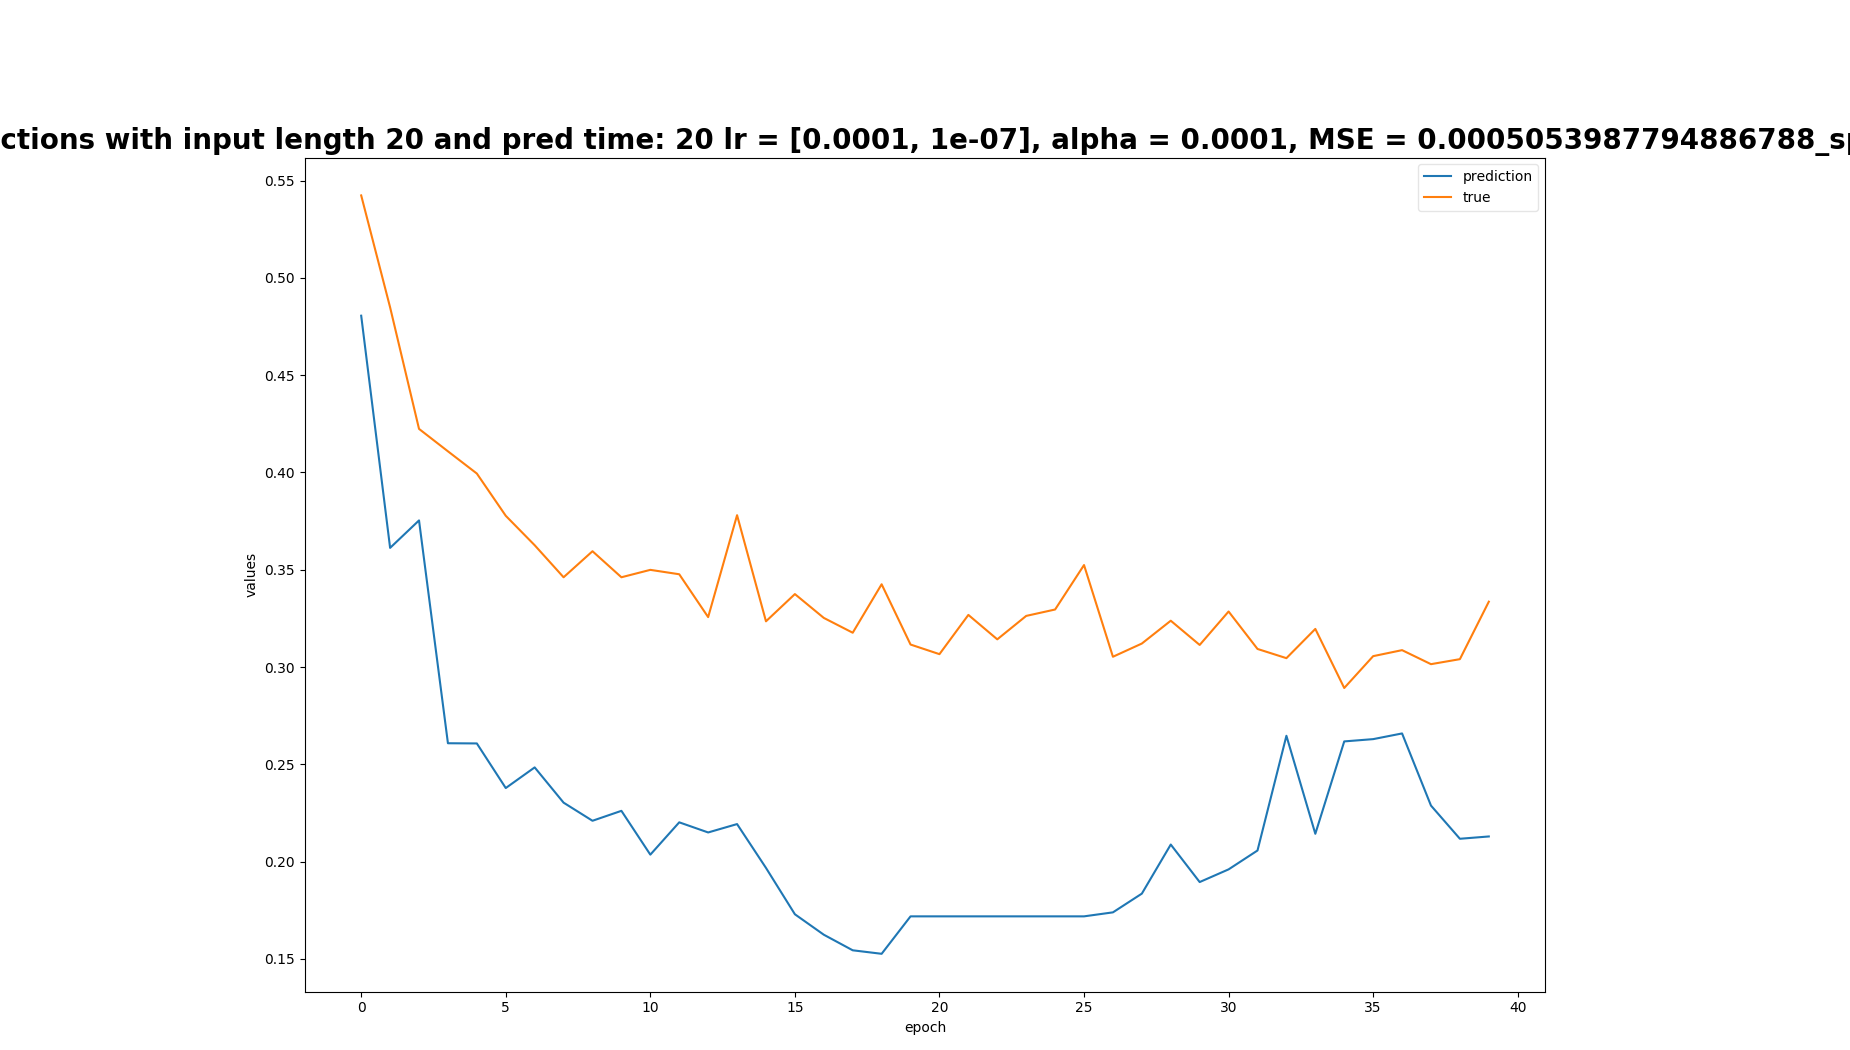 ctions with input length 20 and pred time: 20 lr = [0.0001, 1e-07], alpha = 0.0001, MSE = 0.0005053987794886788_sp
prediction
true
0.55
0.50
0.45
0.40
0.35
0.30
0.25
0.20
0.15
values
0 5 10 15 20 25 30 35 40
epoch